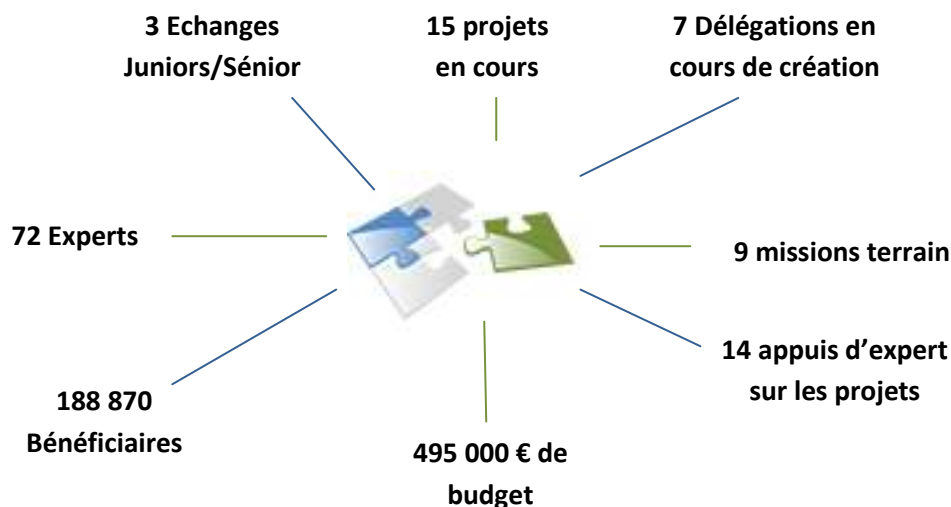 3 Echanges
Juniors/Sénior
15 projets
en cours
7 Délégations en
cours de création
72 Experts
9 missions terrain
14 appuis d’expert
sur les projets
188 870
Bénéficiaires
495 000 € de
budget